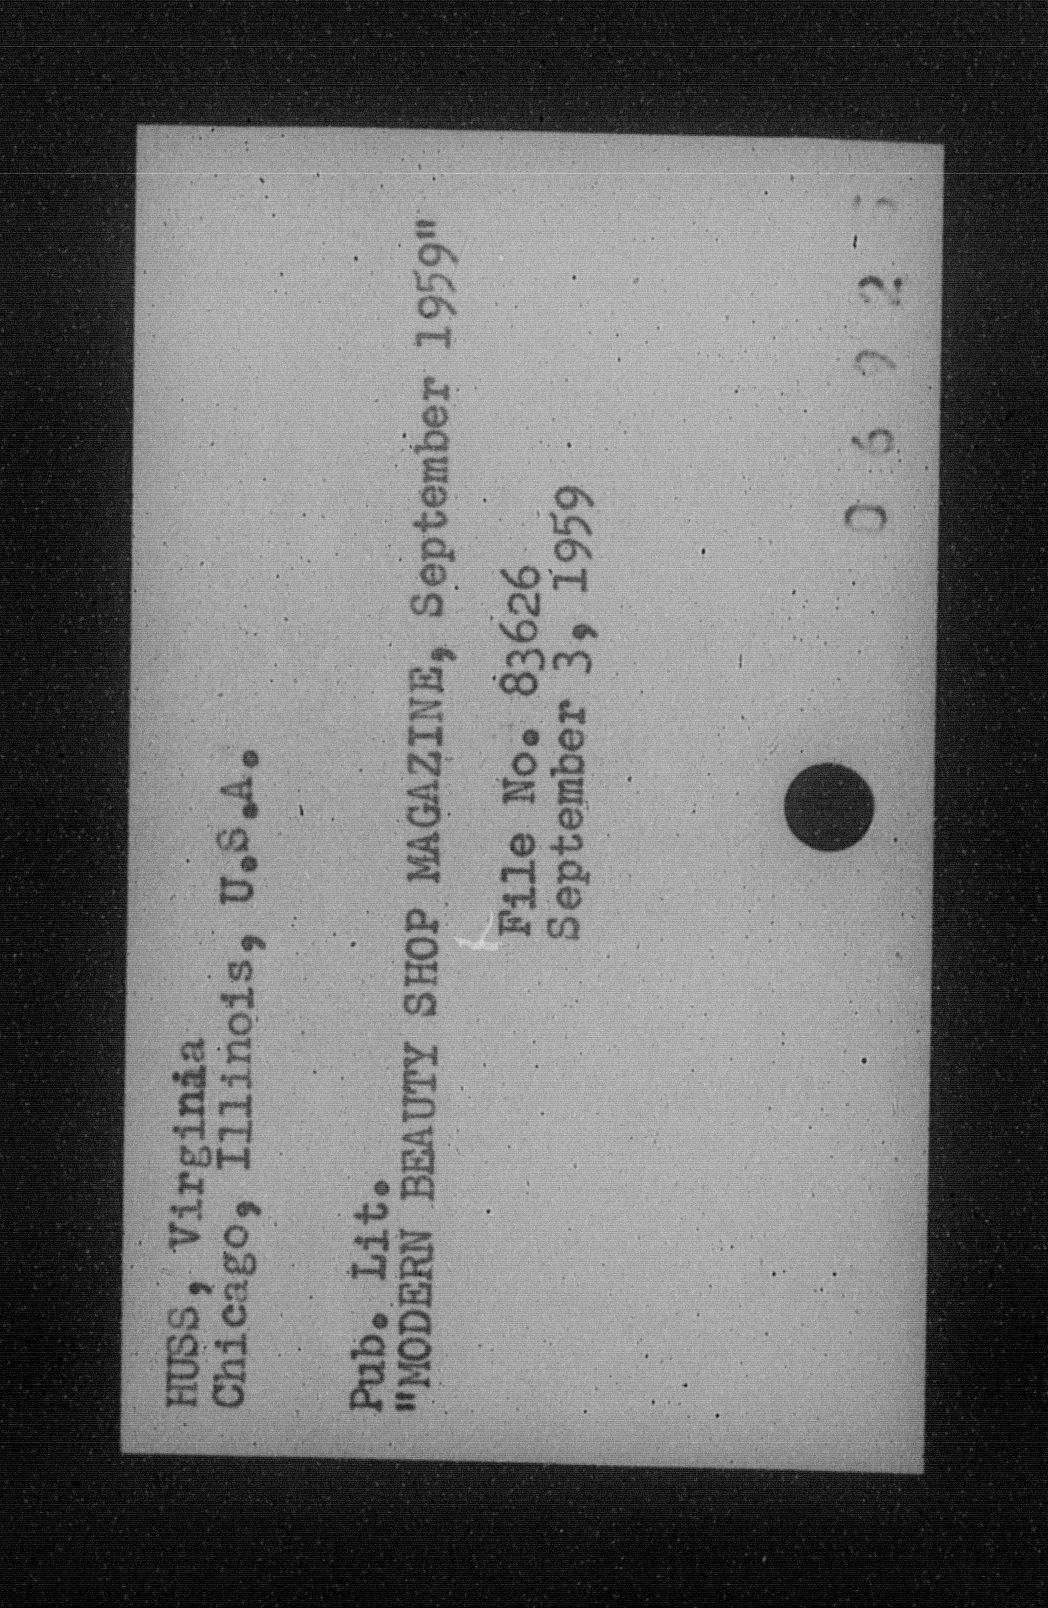 HUSS, Virginia
Chicago, Illinois, U.S.A.
Pub. Lit.
"MODERN BEAUTY SHOP MAGAZINE, September 1959"
File No. 83626
September 3, 1959